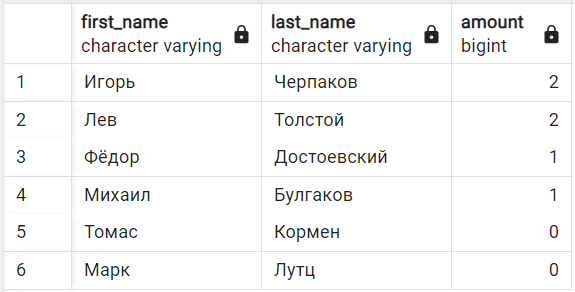 first_name last_name amount
character varying character varying bigint
1 Игорь Черпаков 2
2 Лев Толстой 2
3 Фёдор Достоевский 1
4 Михаил Булгаков 1
5 Томас Кормен 0
6 Марк Лутц 0